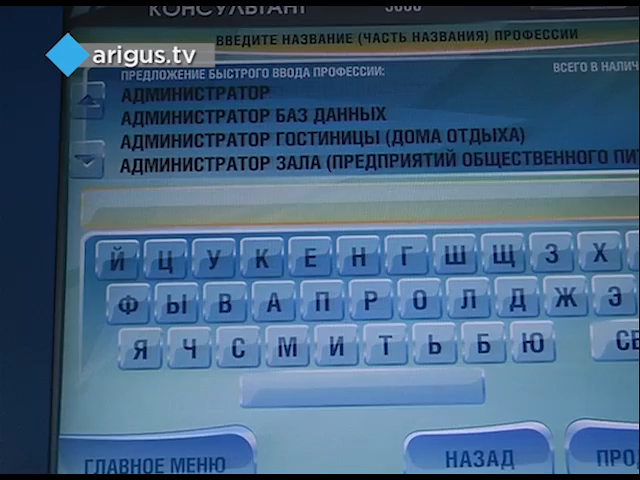 КОНСУЛЬТАНТ
arigus.tv
ВВЕДИТЕ НАЗВАНИЕ (ЧАСТЬ НАЗВАНИЯ) ПРОФЕССИИ
ПРЕДЛОЖЕНИЕ БЫСТРОГО ВВОДА ПРОФЕССИИ:
ВСЕГО В НАЛИЧ
АДМИНИСТРАТОР
АДМИНИСТРАТОР БАЗ ДАННЫХ
АДМИНИСТРАТОР ГОСТИНИЦЫ (ДОМА ОТДЫХА)
АДМИНИСТРАТОР ЗАЛА (ПРЕДПРИЯТИЙ ОБЩЕСТВЕННОГО ПИТ
Й Ц У К Е Н Г Ш Щ З Х
Ф Ы В А П Р О Л Д Ж Э
Я Ч С М И Т Ь Б Ю
ГЛАВНОЕ МЕНЮ
НАЗАД
ПРОД